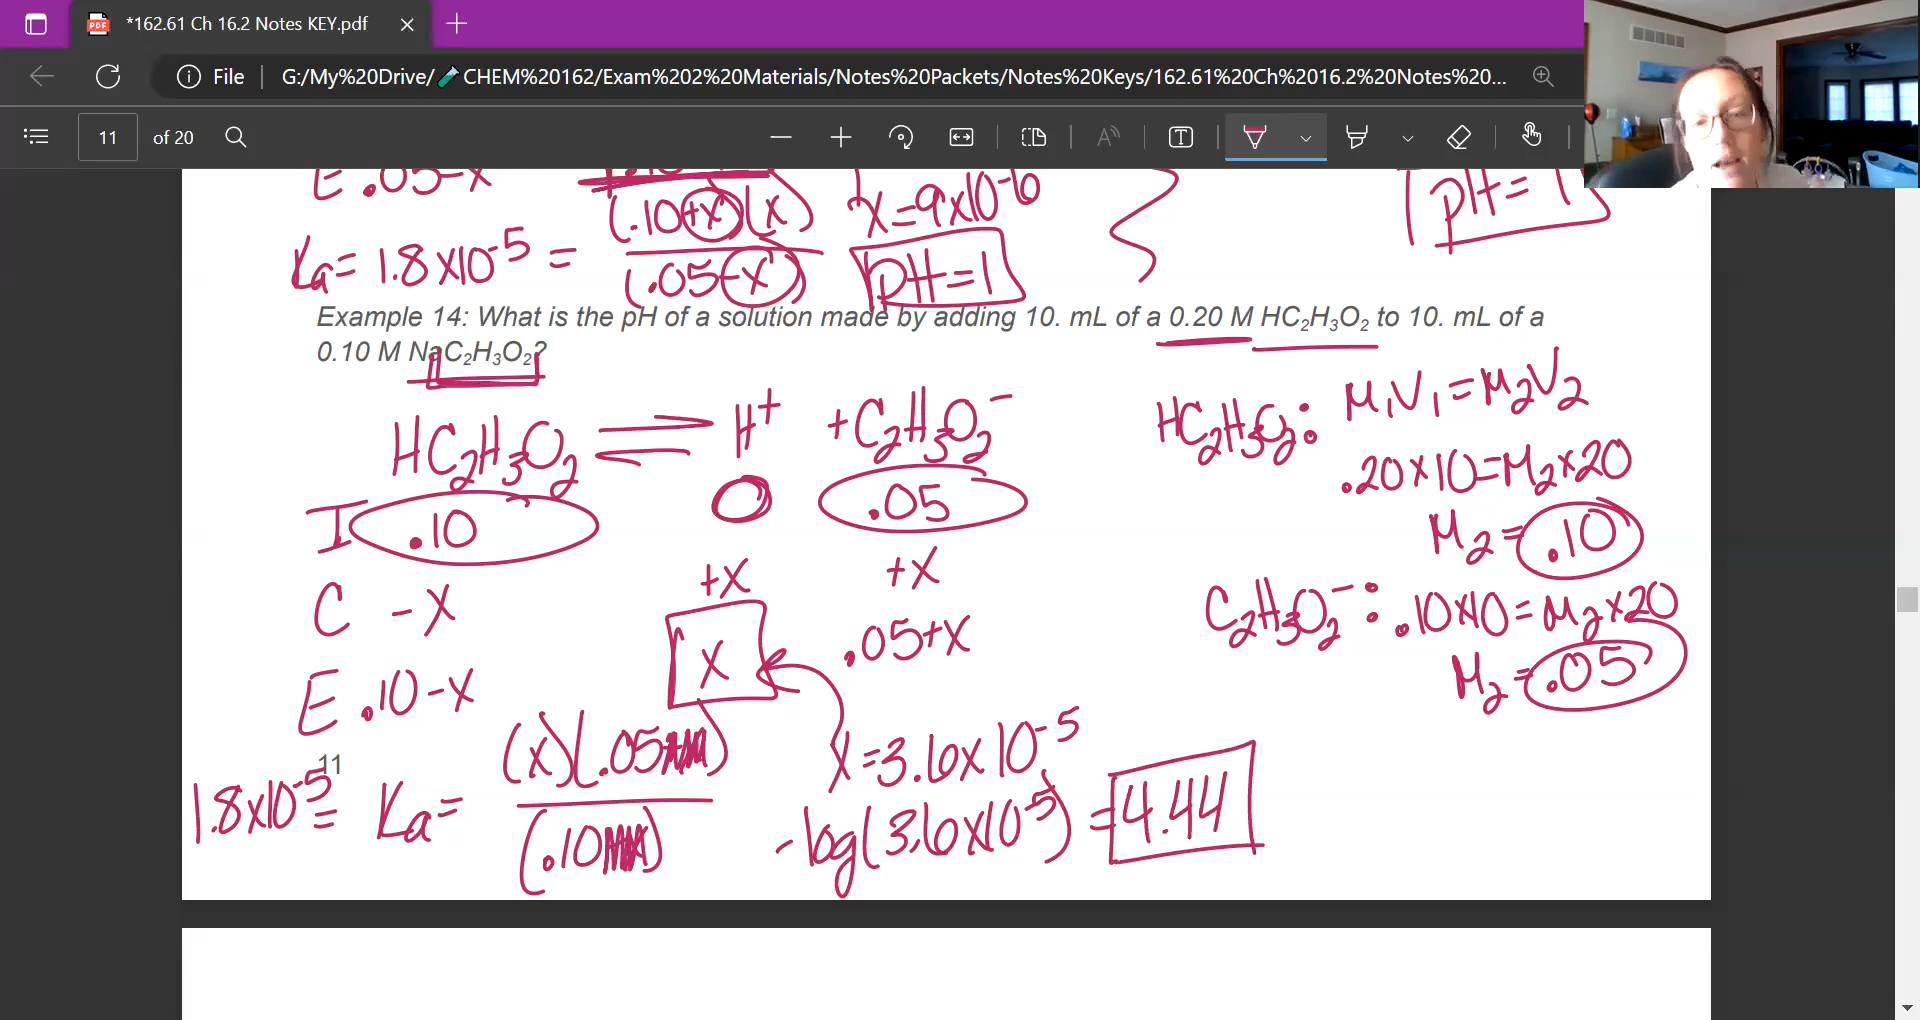 *162.61 Ch 16.2 Notes KEY.pdf
File
G:/My%20Drive/🧪CHEM%20162/Exam%202%20Materials/Notes%20Packets/Notes%20Keys/162.61%20Ch%2016.2%20Notes%20...
11 of 20
E .05-x
(.10+x)(x)
x=9x10⁻⁶
pH=1
Ka= 1.8x10⁻⁵ =
(.05-x)
pH=1
Example 14: What is the pH of a solution made by adding 10. mL of a 0.20 M HC₂H₃O₂ to 10. mL of a
0.10 M NaC₂H₃O₂?
HC₂H₃O₂ ⇌ H⁺ + C₂H₃O₂⁻
HC₂H₃O₂: M₁V₁=M₂V₂
.20x10=M₂x20
I .10 0 .05
M₂=.10
C -x +x +x
C₂H₃O₂⁻: .10x10=M₂x20
E .10-x x .05+x
M₂=.05
11
1.8x10⁻⁵= Ka= (x)(.05
(.10 )
x=3.6x10⁻⁵
-log(3.6x10⁻⁵) = 4.44